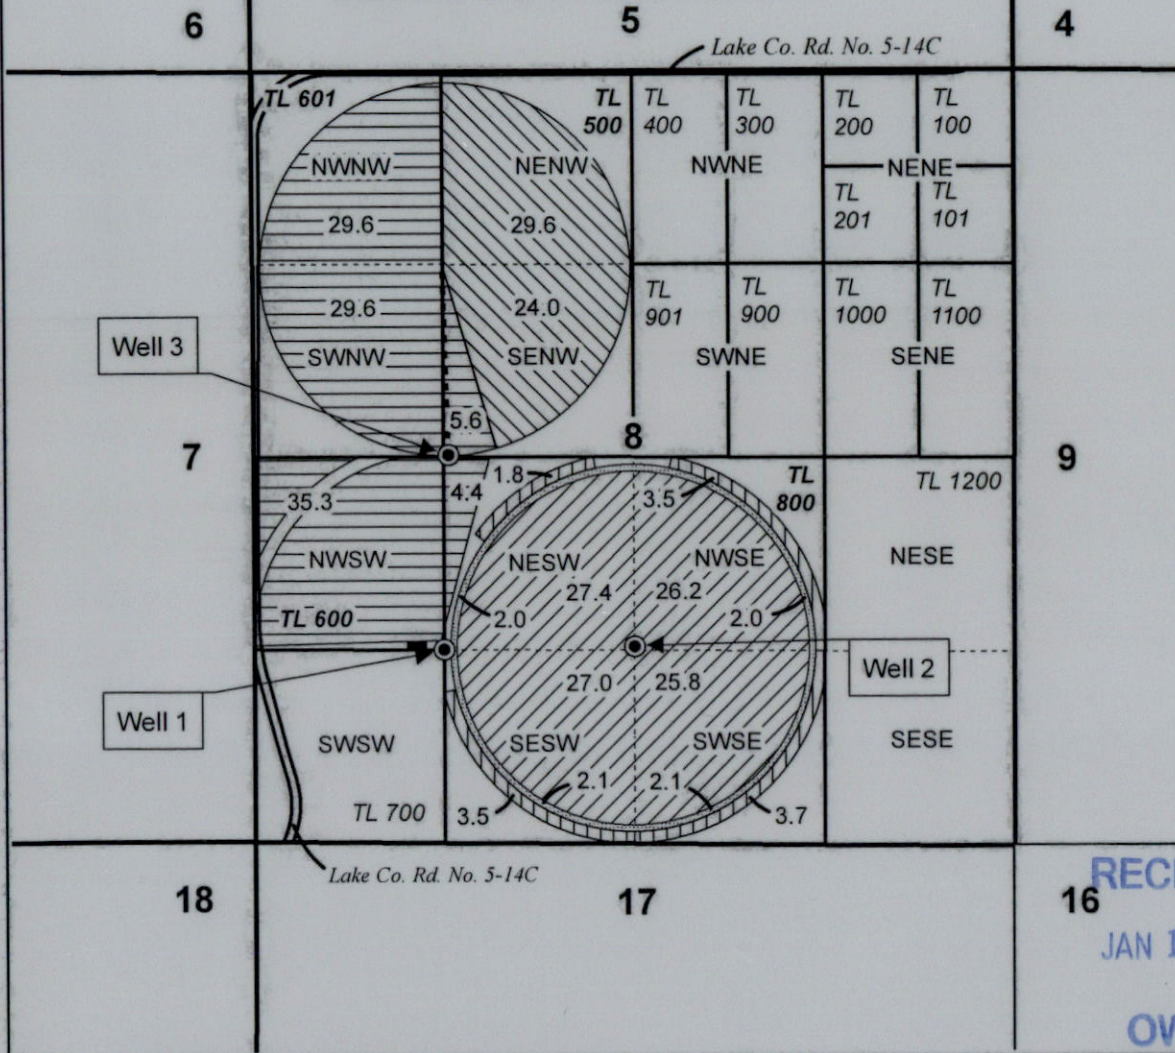 6
5
4
Lake Co. Rd. No. 5-14C
TL 601
TL
500
TL
400
TL
300
TL
200
TL
100
NWNW
NENW
NWNE
NENE
TL
201
TL
101
29.6
29.6
29.6
24.0
TL
901
TL
900
TL
1000
TL
1100
Well 3
SWNW
SENW
SWNE
SENE
5.6
7
8
9
35.3
4.4
1.8
3.5
TL
800
TL 1200
NWSW
NESW
NWSE
NESE
27.4
26.2
TL 600
2.0
2.0
Well 2
27.0
25.8
Well 1
SWSW
SESW
SWSE
SESE
2.1
2.1
TL 700
3.5
3.7
Lake Co. Rd. No. 5-14C
18
17
16
RECE
JAN 1
OW